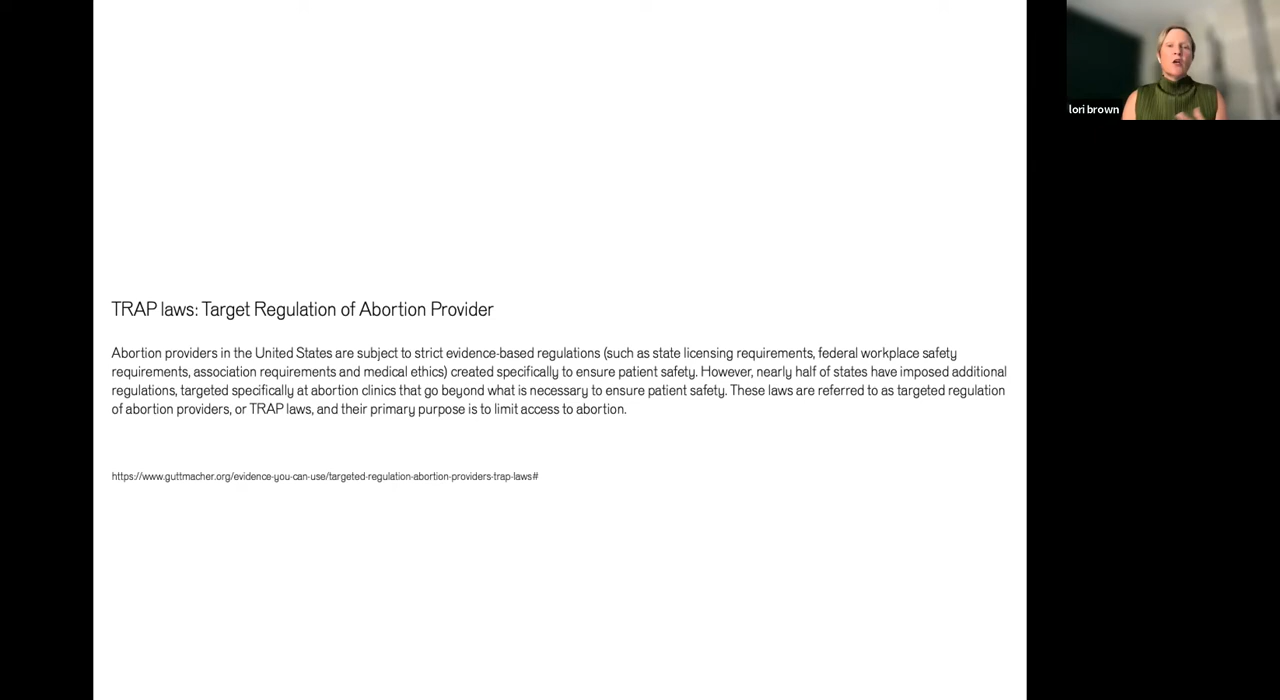 TRAP laws: Target Regulation of Abortion Provider
Abortion providers in the United States are subject to strict evidence-based regulations (such as state licensing requirements, federal workplace safety
requirements, association requirements and medical ethics) created specifically to ensure patient safety. However, nearly half of states have imposed additional
regulations, targeted specifically at abortion clinics that go beyond what is necessary to ensure patient safety. These laws are referred to as targeted regulation
of abortion providers, or TRAP laws, and their primary purpose is to limit access to abortion.
https://www.guttmacher.org/evidence-you-can-use/targeted-regulation-abortion-providers-trap-laws#
lori brown